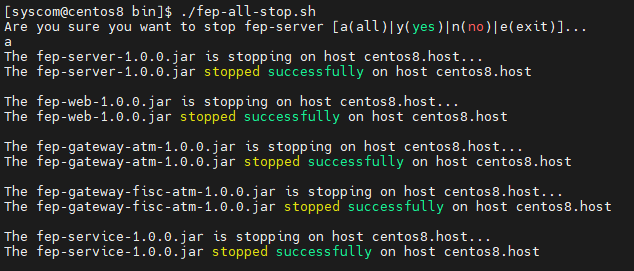 [syscom@centos8 bin]$ ./fep-all-stop.sh
Are you sure you want to stop fep-server [a(all)|y(yes)|n(no)|e(exit)]...
a
The fep-server-1.0.0.jar is stopping on host centos8.host...
The fep-server-1.0.0.jar stopped successfully on host centos8.host
The fep-web-1.0.0.jar is stopping on host centos8.host...
The fep-web-1.0.0.jar stopped successfully on host centos8.host
The fep-gateway-atm-1.0.0.jar is stopping on host centos8.host...
The fep-gateway-atm-1.0.0.jar stopped successfully on host centos8.host
The fep-gateway-fisc-atm-1.0.0.jar is stopping on host centos8.host...
The fep-gateway-fisc-atm-1.0.0.jar stopped successfully on host centos8.host
The fep-service-1.0.0.jar is stopping on host centos8.host...
The fep-service-1.0.0.jar stopped successfully on host centos8.host